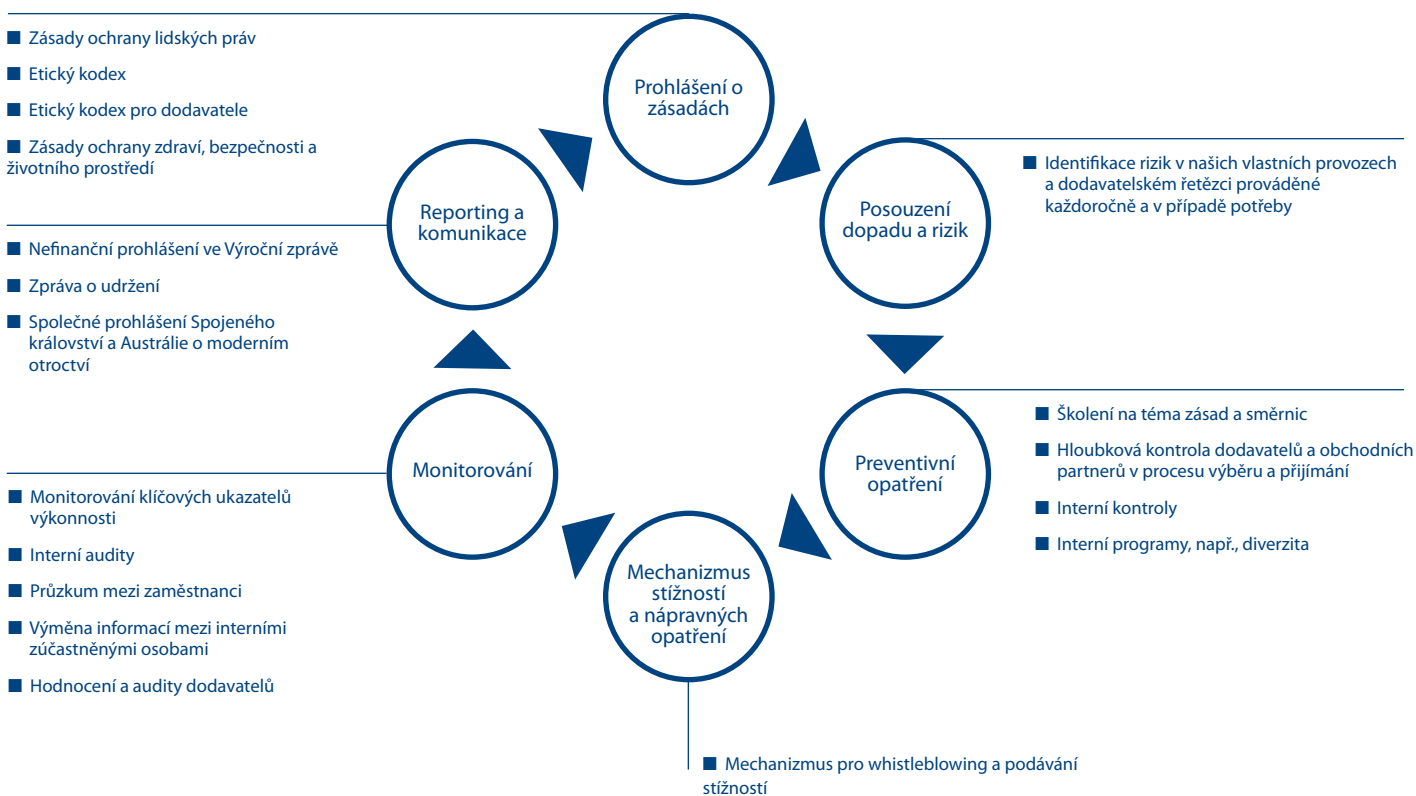 Prohlášení o
zásadách
■ Zásady ochrany lidských práv
■ Etický kodex
■ Etický kodex pro dodavatele
■ Zásady ochrany zdraví, bezpečnosti a
životního prostředí
Posouzení
dopadu a rizik
■ Identifikace rizik v našich vlastních provozech
a dodavatelském řetězci prováděné
každoročně a v případě potřeby
Preventivní
opatření
■ Školení na téma zásad a směrnic
■ Hloubková kontrola dodavatelů a obchodních
partnerů v procesu výběru a přijímání
■ Interní kontroly
■ Interní programy, např., diverzita
Mechanizmus
stížností
a nápravných
opatření
■ Mechanizmus pro whistleblowing a podávání
stížností
Monitorování
■ Monitorování klíčových ukazatelů
výkonnosti
■ Interní audity
■ Průzkum mezi zaměstnanci
■ Výměna informací mezi interními
zúčastněnými osobami
■ Hodnocení a audity dodavatelů
Reporting a
komunikace
■ Nefinanční prohlášení ve Výroční zprávě
■ Zpráva o udržení
■ Společné prohlášení Spojeného
království a Austrálie o moderním
otroctví